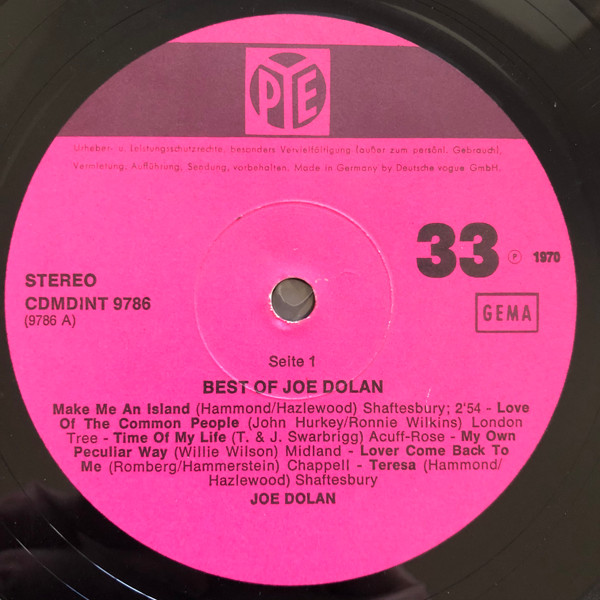 PYE
Urheber- u. Leistungsschutzrechte, besonders Vervielfältigung (außer zum persönl. Gebrauch),
Vermietung, Aufführung, Sendung, vorbehalten. Made in Germany by Deutsche vogue GmbH.
33 ℗ 1970
STEREO
CDMDINT 9786
(9786 A)
GEMA
Seite 1
BEST OF JOE DOLAN
Make Me An Island (Hammond/Hazlewood) Shaftesbury; 2'54 - Love
Of The Common People (John Hurkey/Ronnie Wilkins) London
Tree - Time Of My Life (T. & J. Swarbrigg) Acuff-Rose - My Own
Peculiar Way (Willie Wilson) Midland - Lover Come Back To
Me (Romberg/Hammerstein) Chappell - Teresa (Hammond/
Hazlewood) Shaftesbury
JOE DOLAN